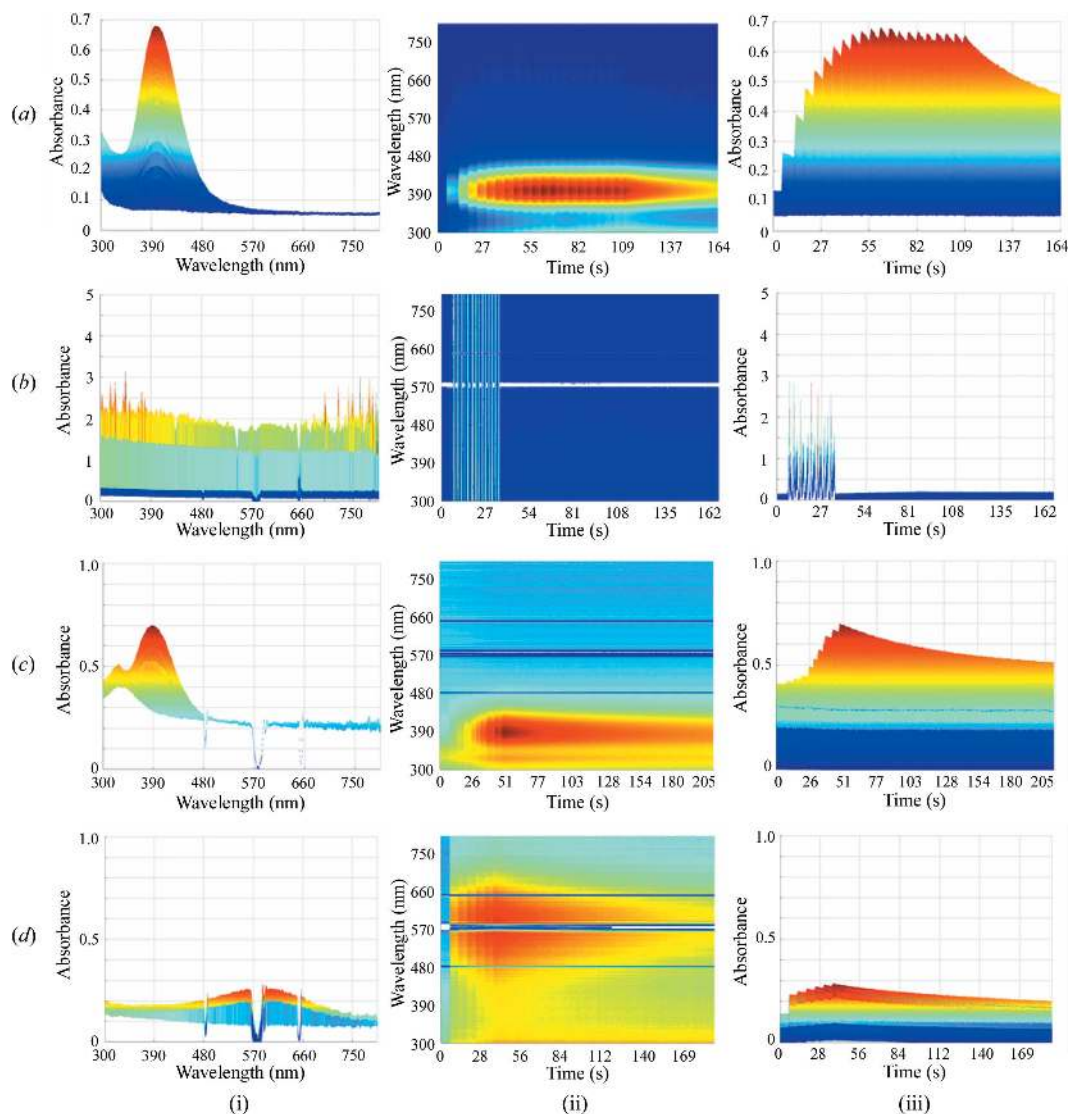 0.7
0.6
0.5
0.4
0.3
0.2
0.1
0
300 390 480 570 660 750
Absorbance
Wavelength (nm)
(a)
750
660
570
480
390
300
0 27 55 82 109 137 164
Wavelength (nm)
Time (s)
0.7
0.6
0.5
0.4
0.3
0.2
0.1
0
0 27 55 82 109 137 164
Absorbance
Time (s)
(b)
5
4
3
2
1
0
300 390 480 570 660 750
Absorbance
Wavelength (nm)
750
660
570
480
390
300
0 27 54 81 108 135 162
Wavelength (nm)
Time (s)
5
4
3
2
1
0
0 27 54 81 108 135 162
Absorbance
Time (s)
(c)
1.0
0.5
0
300 390 480 570 660 750
Absorbance
Wavelength (nm)
750
660
570
480
390
300
0 26 51 77 103 128 154 180 205
Wavelength (nm)
Time (s)
1.0
0.5
0
0 26 51 77 103 128 154 180 205
Absorbance
Time (s)
(d)
1.0
0.5
0
300 390 480 570 660 750
Absorbance
Wavelength (nm)
750
660
570
480
390
300
0 28 56 84 112 140 169
Wavelength (nm)
Time (s)
1.0
0.5
0
0 28 56 84 112 140 169
Absorbance
Time (s)
(i) (ii) (iii)